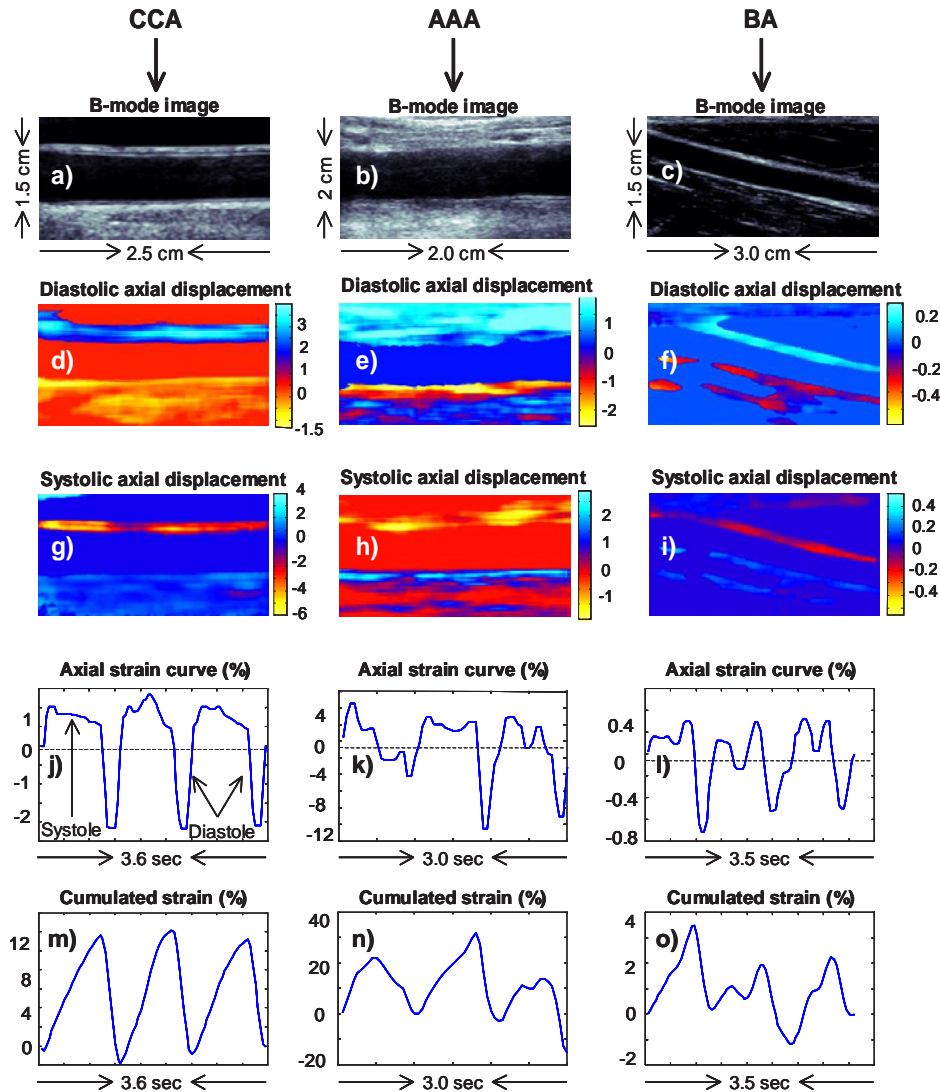 CCA AAA BA
B-mode image B-mode image B-mode image
1.5 cm a) 2 cm b) 1.5 cm c)
2.5 cm 2.0 cm 3.0 cm
Diastolic axial displacement Diastolic axial displacement Diastolic axial displacement
d) 3 2 1 0 -1.5 e) 1 0 -1 -2 f) 0.2 0 -0.2 -0.4
Systolic axial displacement Systolic axial displacement Systolic axial displacement
g) 4 2 0 -2 -4 -6 h) 2 1 0 -1 i) 0.4 0.2 0 -0.2 -0.4
Axial strain curve (%) Axial strain curve (%) Axial strain curve (%)
1 0 -1 -2 j) Systole Diastole 4 0 -4 -8 -12 k) 0.4 0 -0.4 -0.8 l)
3.6 sec 3.0 sec 3.5 sec
Cumulated strain (%) Cumulated strain (%) Cumulated strain (%)
12 8 4 0 m) 40 20 0 -20 n) 4 2 0 -2 o)
3.6 sec 3.0 sec 3.5 sec